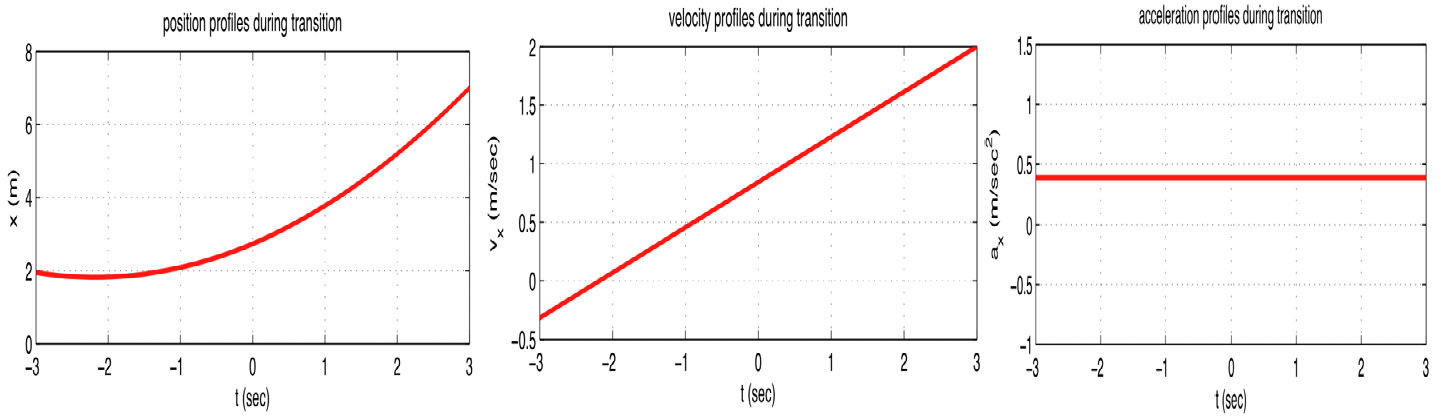 position profiles during transition
8
6
4
2
0
x (m)
−3 −2 −1 0 1 2 3
t (sec)
velocity profiles during transition
2
1.5
1
0.5
0
−0.5
v_x (m/sec)
−3 −2 −1 0 1 2 3
t (sec)
acceleration profiles during transition
1.5
1
0.5
0
−0.5
−1
a_x (m/sec²)
−3 −2 −1 0 1 2 3
t (sec)